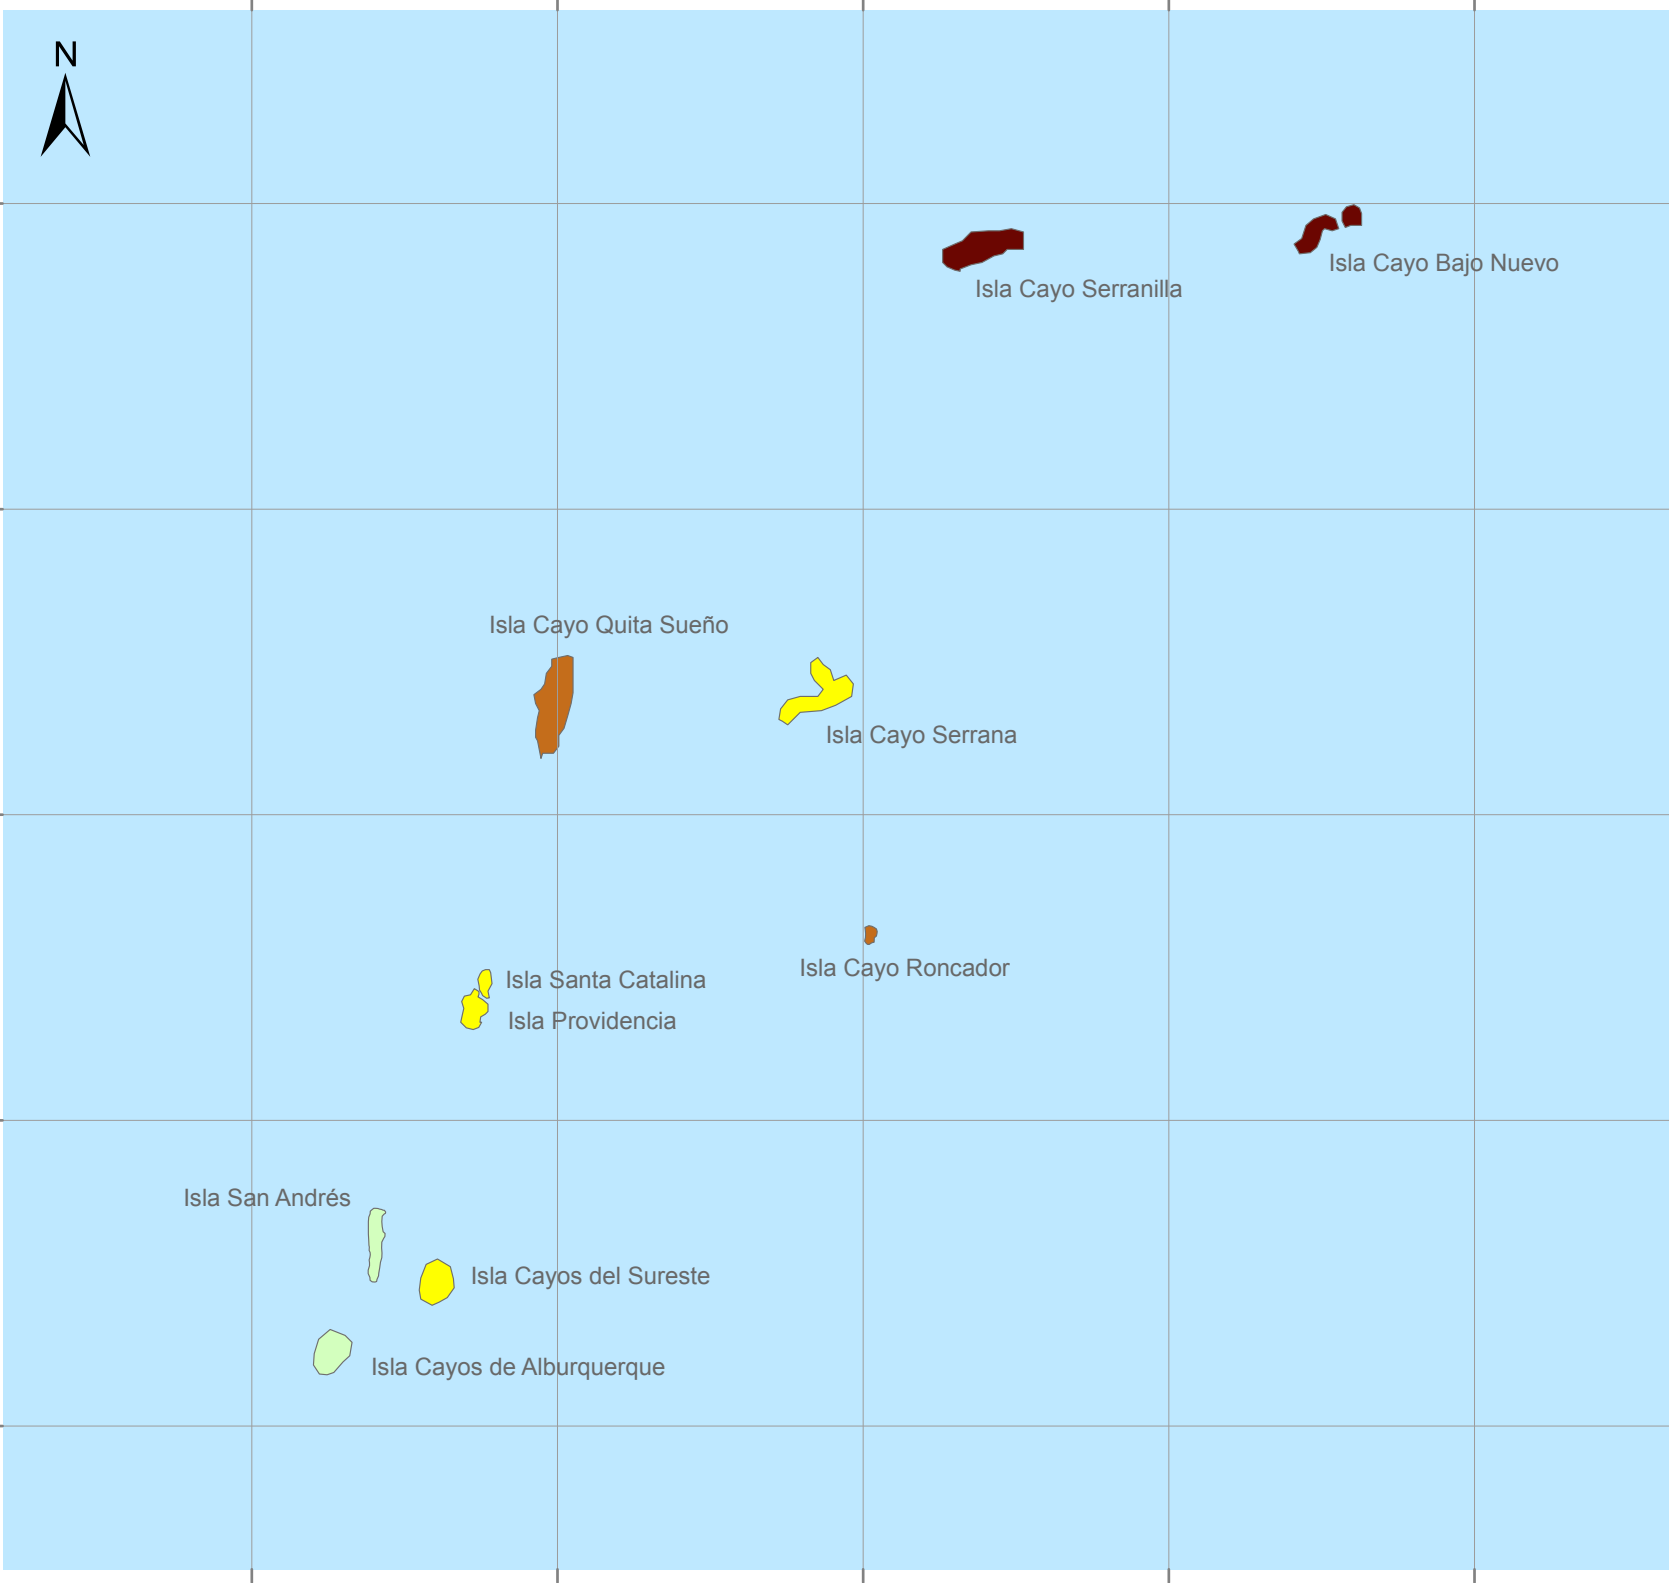 N
Isla Cayo Bajo Nuevo
Isla Cayo Serranilla
Isla Cayo Quita Sueño
Isla Cayo Serrana
Isla Cayo Roncador
Isla Santa Catalina
Isla Providencia
Isla San Andrés
Isla Cayos del Sureste
Isla Cayos de Alburquerque